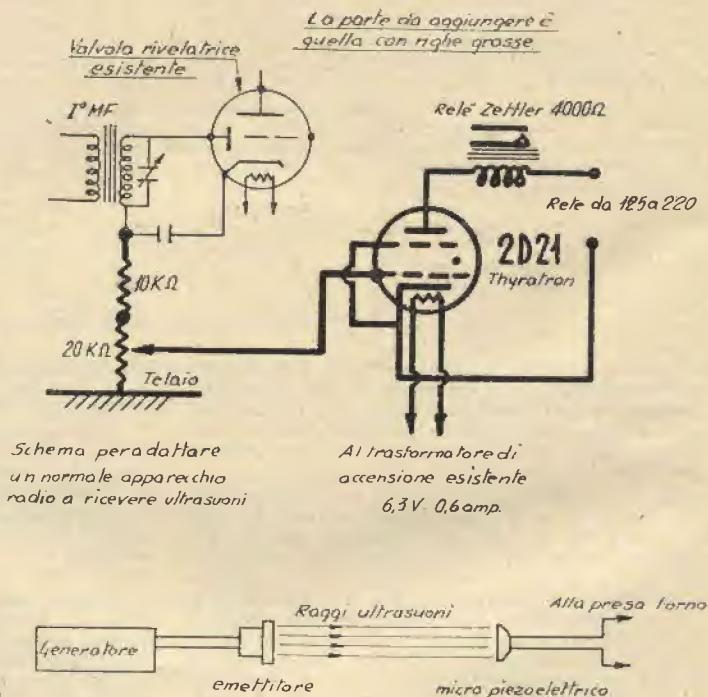 La parte da aggiungere è
quella con righe grosse
Valvola rivelatrice
esistente
I° MF
Relé Zettler 4000Ω
Rete da 125 a 220
2D21
Thyratron
10KΩ
20KΩ
Telaio
Schema per adattare
un normale apparecchio
radio a ricevere ultrasuoni
Al trasformatore di
accensione esistente
6,3V - 0,6 amp.
Raggi ultrasuoni
Alla presa fono
Generatore
emettitore
micro piezoelettrico